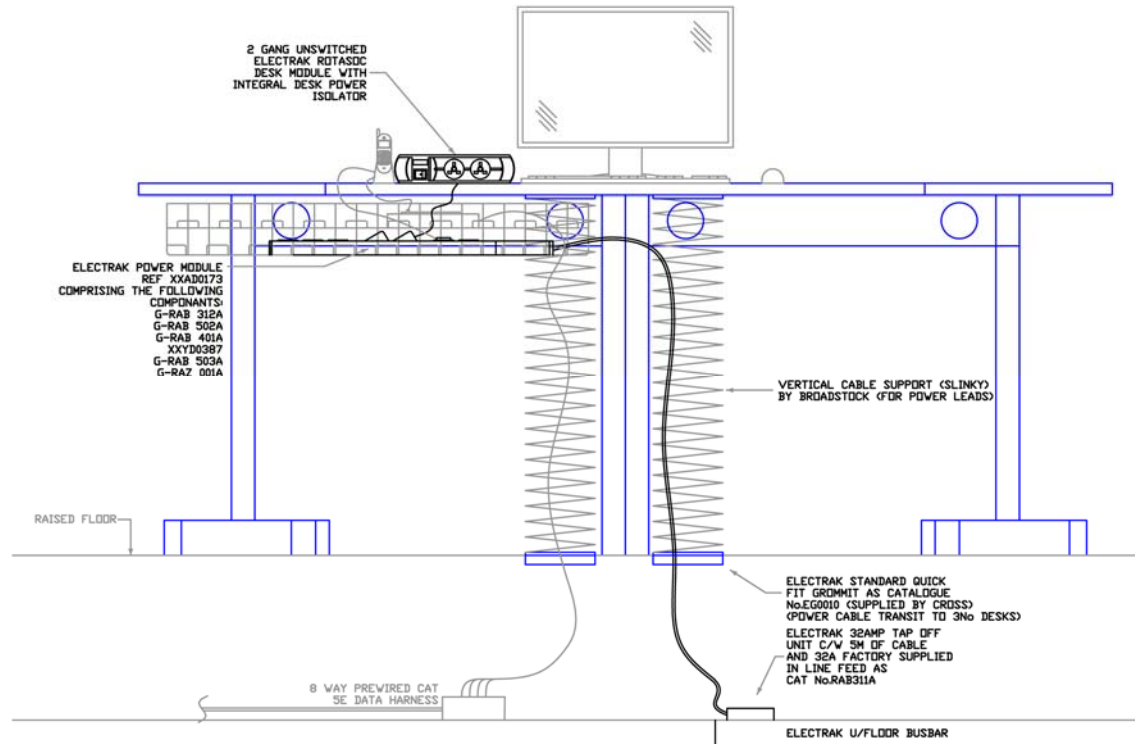 2 GANG UNSWITCHED
ELECTRAK ROTASOC
DESK MODULE WITH
INTEGRAL DESK POWER
ISOLATOR
ELECTRAK POWER MODULE
REF XXAD0173
COMPRISING THE FOLLOWING
COMPONANTS:
G-RAB 312A
G-RAB 502A
G-RAB 401A
XXYD0387
G-RAB 503A
G-RAZ 001A
VERTICAL CABLE SUPPORT (SLINKY)
BY BROADSTOCK (FOR POWER LEADS)
RAISED FLOOR
ELECTRAK STANDARD QUICK
FIT GROMMIT AS CATALOGUE
No.EG0010 (SUPPLIED BY CROSS)
(POWER CABLE TRANSIT TO 3No DESKS)
ELECTRAK 32AMP TAP OFF
UNIT C/W 5M OF CABLE
AND 32A FACTORY SUPPLIED
IN LINE FEED AS
CAT No.RAB311A
8 WAY PREWIRED CAT
5E DATA HARNESS
ELECTRAK U/FLOOR BUSBAR